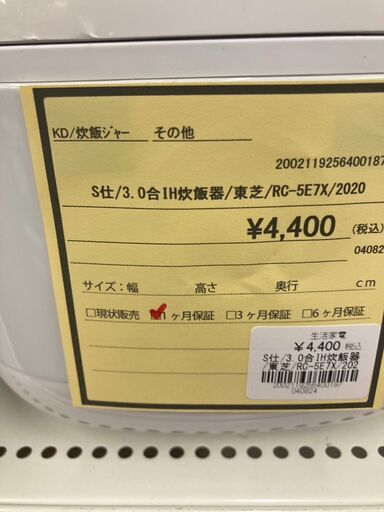 KD/炊飯ｼﾞｬｰ その他
2002119256400187
S仕/3.0合IH炊飯器/東芝/RC-5E7X/2020
¥4,400 (税込)
04082
サイズ：幅 高さ 奥行 cm
□現状販売 □1ヶ月保証 □3ヶ月保証 □6ヶ月保証
生活家電
¥4,400 税込
S仕/3.0合IH炊飯器
/東芝/RC-5E7X/202
2002119256400187
040824